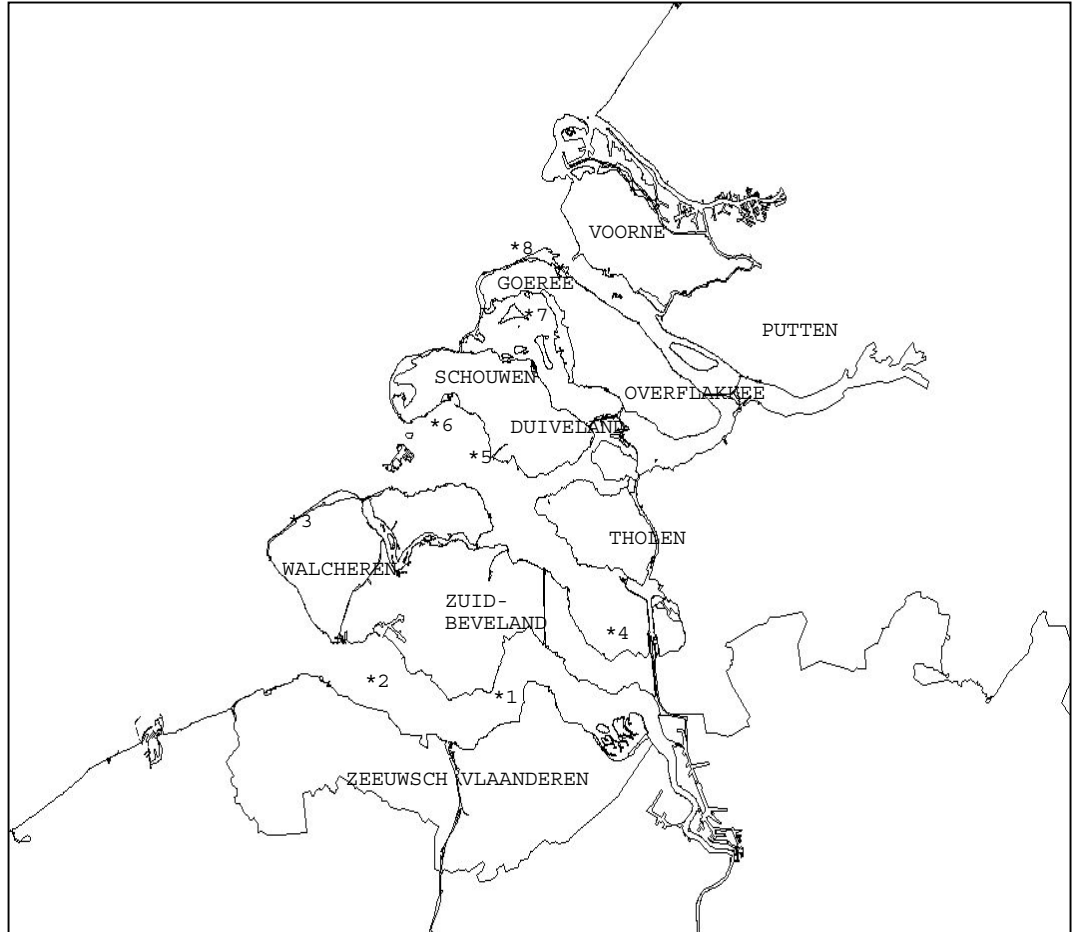 VOORNE
*8
GOEREE
*7
PUTTEN
SCHOUWEN
OVERFLAKKEE
*6
DUIVELAND
*5
*3
THOLEN
WALCHEREN
ZUID-
BEVELAND
*4
*2
*1
ZEEUWSCH VLAANDEREN